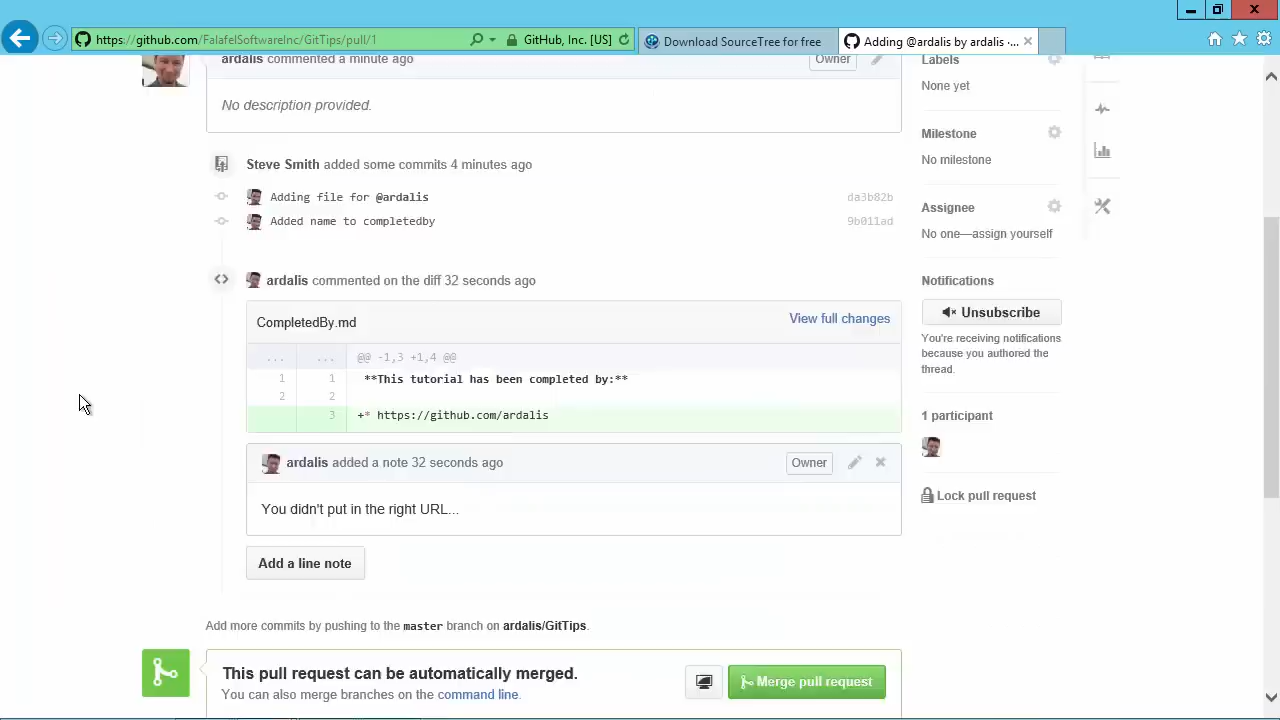 https://github.com/FalafelSoftwareInc/GitTips/pull/1
GitHub, Inc. [US]
Download SourceTree for free
Adding @ardalis by ardalis ·...
ardalis commented a minute ago
Owner
No description provided.
Labels
None yet
Milestone
No milestone
Steve Smith added some commits 4 minutes ago
Adding file for @ardalis da3b82b
Added name to completedby 9b011ad
Assignee
No one—assign yourself
ardalis commented on the diff 32 seconds ago
Notifications
Unsubscribe
You're receiving notifications
because you authored the
thread.
CompletedBy.md View full changes
... ... @@ -1,3 +1,4 @@
1 1 **This tutorial has been completed by:**
2 2
3 +* https://github.com/ardalis
1 participant
ardalis added a note 32 seconds ago
Owner
Lock pull request
You didn't put in the right URL...
Add a line note
Add more commits by pushing to the master branch on ardalis/GitTips.
This pull request can be automatically merged.
You can also merge branches on the command line.
Merge pull request